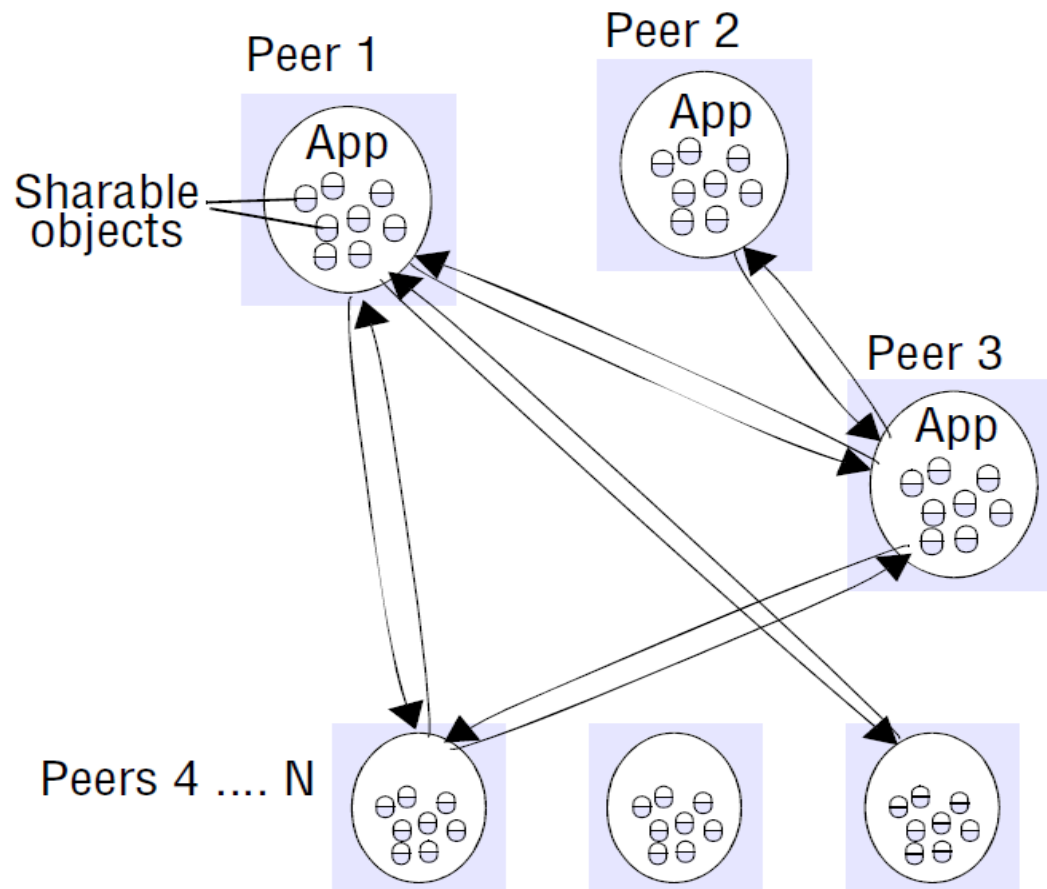 Peer 1
Peer 2
App
App
Sharable
objects
Peer 3
App
Peers 4 .... N